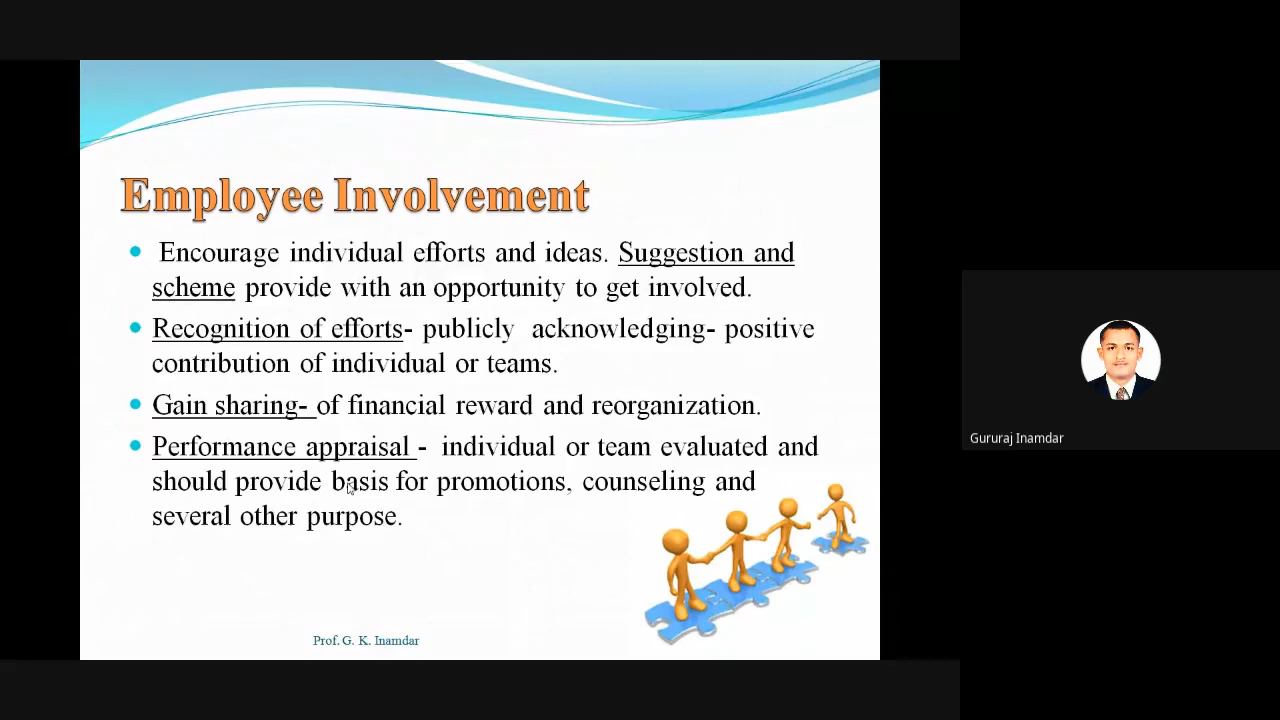 Employee Involvement
• Encourage individual efforts and ideas. Suggestion and
scheme provide with an opportunity to get involved.
• Recognition of efforts- publicly acknowledging- positive
contribution of individual or teams.
• Gain sharing- of financial reward and reorganization.
• Performance appraisal - individual or team evaluated and
should provide basis for promotions, counseling and
several other purpose.
Prof. G. K. Inamdar
Gururaj Inamdar